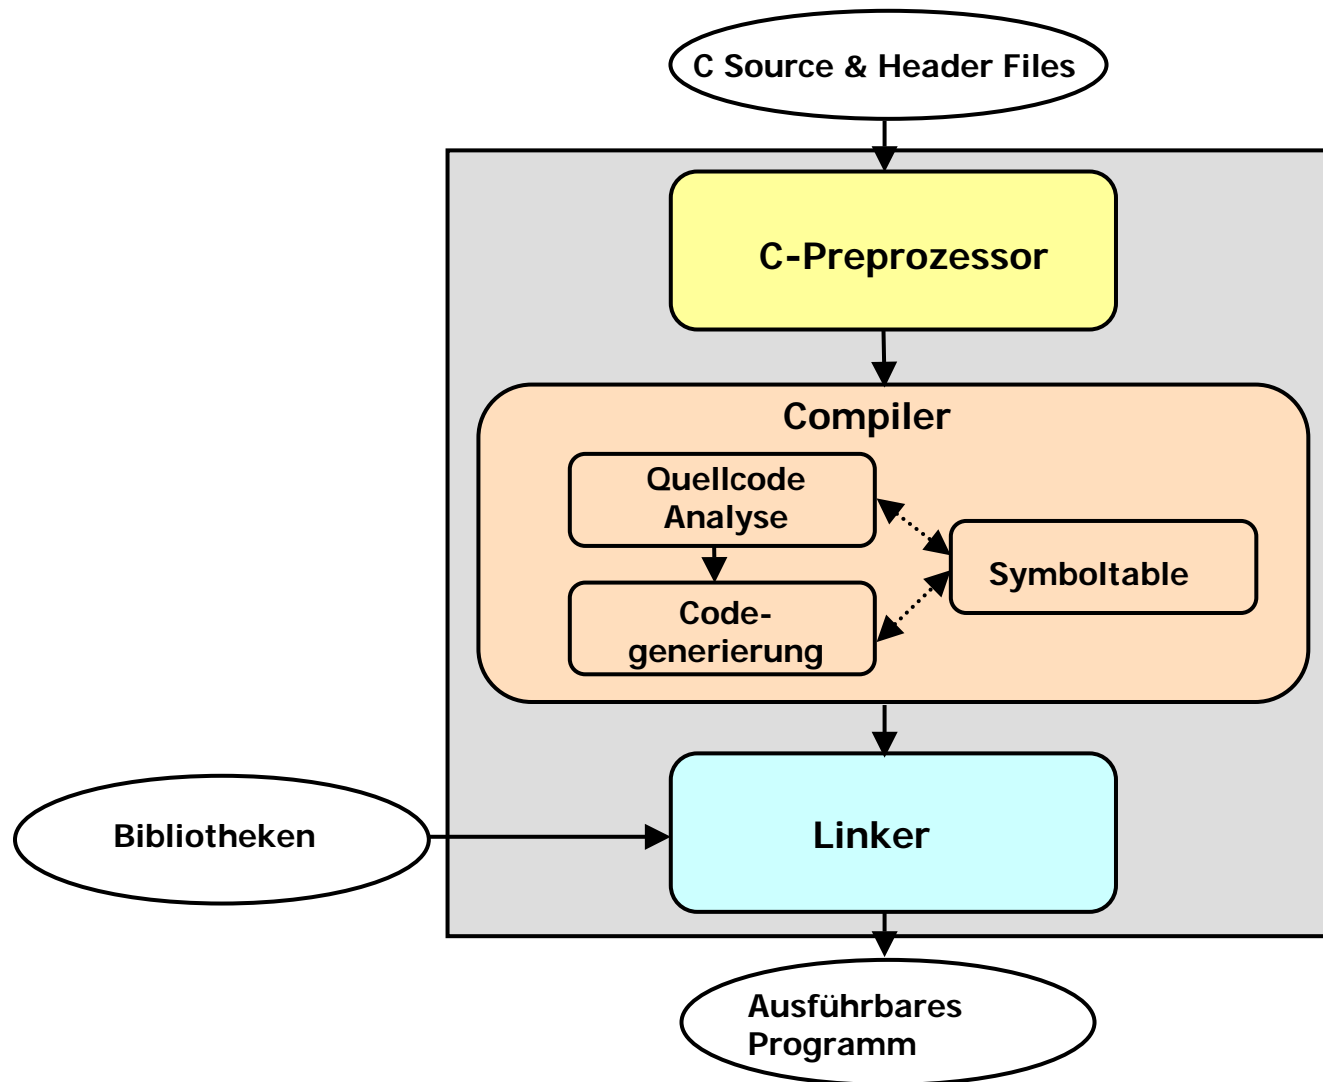 C Source & Header Files
C-Preprozessor
Compiler
Quellcode
Analyse
Symboltable
Code-
generierung
Bibliotheken
Linker
Ausführbares
Programm